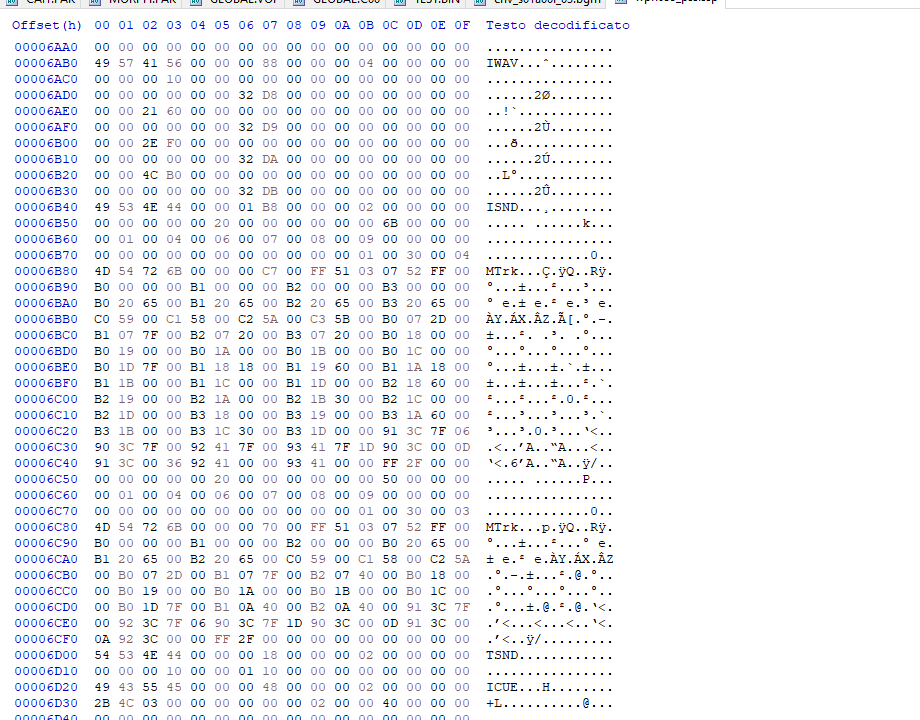 TEST.BIN
Offset(h) 00 01 02 03 04 05 06 07 08 09 0A 0B 0C 0D 0E 0F Testo decodificato
00006AA0 00 00 00 00 00 00 00 00 00 00 00 00 00 00 00 00 ................
00006AB0 49 57 41 56 00 00 00 88 00 00 00 04 00 00 00 00 IWAV...ˆ........
00006AC0 00 00 00 10 00 00 00 00 00 00 00 00 00 00 00 00 ................
00006AD0 00 00 00 00 00 00 32 D8 00 00 00 00 00 00 00 00 ......2Ø........
00006AE0 00 00 21 60 00 00 00 00 00 00 00 00 00 00 00 00 ..!`............
00006AF0 00 00 00 00 00 00 32 D9 00 00 00 00 00 00 00 00 ......2Ù........
00006B00 00 00 2E F0 00 00 00 00 00 00 00 00 00 00 00 00 ...ð............
00006B10 00 00 00 00 00 00 32 DA 00 00 00 00 00 00 00 00 ......2Ú........
00006B20 00 00 4C B0 00 00 00 00 00 00 00 00 00 00 00 00 ..L°............
00006B30 00 00 00 00 00 00 32 DB 00 00 00 00 00 00 00 00 ......2Û........
00006B40 49 53 4E 44 00 00 01 B8 00 00 00 02 00 00 00 00 ISND...¸........
00006B50 00 00 00 00 00 20 00 00 00 00 00 00 6B 00 00 00 ..... ......k...
00006B60 00 01 00 04 00 06 00 07 00 08 00 09 00 00 00 00 ................
00006B70 00 00 00 00 00 00 00 00 00 00 00 01 00 30 00 04 .............0..
00006B80 4D 54 72 6B 00 00 00 C7 00 FF 51 03 07 52 FF 00 MTrk...Ç.ÿQ..Rÿ.
00006B90 B0 00 00 00 B1 00 00 00 B2 00 00 00 B3 00 00 00 °...±...²...³...
00006BA0 B0 20 65 00 B1 20 65 00 B2 20 65 00 B3 20 65 00 ° e.± e.² e.³ e.
00006BB0 C0 59 00 C1 58 00 C2 5A 00 C3 5B 00 B0 07 2D 00 ÀY.ÁX.ÂZ.Ã[.°.-.
00006BC0 B1 07 7F 00 B2 07 20 00 B3 07 20 00 B0 18 00 00 ±...². .³. .°...
00006BD0 B0 19 00 00 B0 1A 00 00 B0 1B 00 00 B0 1C 00 00 °...°...°...°...
00006BE0 B0 1D 7F 00 B1 18 18 00 B1 19 60 00 B1 1A 18 00 °...±...±.`.±...
00006BF0 B1 1B 00 00 B1 1C 00 00 B1 1D 00 00 B2 18 60 00 ±...±...±...².`.
00006C00 B2 19 00 00 B2 1A 00 00 B2 1B 30 00 B2 1C 00 00 ²...²...².0.²...
00006C10 B2 1D 00 00 B3 18 00 00 B3 19 00 00 B3 1A 60 00 ²...³...³...³.`.
00006C20 B3 1B 00 00 B3 1C 30 00 B3 1D 00 00 91 3C 7F 06 ³...³.0.³...‘<..
00006C30 90 3C 7F 00 92 41 7F 00 93 41 7F 1D 90 3C 00 0D .<..’A..“A...<..
00006C40 91 3C 00 36 92 41 00 00 93 41 00 00 FF 2F 00 00 ‘<.6’A..“A..ÿ/..
00006C50 00 00 00 00 00 20 00 00 00 00 00 00 50 00 00 00 ..... ......P...
00006C60 00 01 00 04 00 06 00 07 00 08 00 09 00 00 00 00 ................
00006C70 00 00 00 00 00 00 00 00 00 00 00 01 00 30 00 03 .............0..
00006C80 4D 54 72 6B 00 00 00 70 00 FF 51 03 07 52 FF 00 MTrk...p.ÿQ..Rÿ.
00006C90 B0 00 00 00 B1 00 00 00 B2 00 00 00 B0 20 65 00 °...±...²...° e.
00006CA0 B1 20 65 00 B2 20 65 00 C0 59 00 C1 58 00 C2 5A ± e.² e.ÀY.ÁX.ÂZ
00006CB0 00 B0 07 2D 00 B1 07 7F 00 B2 07 40 00 B0 18 00 .°.-.±...².@.°..
00006CC0 00 B0 19 00 00 B0 1A 00 00 B0 1B 00 00 B0 1C 00 .°...°...°...°..
00006CD0 00 B0 1D 7F 00 B1 0A 40 00 B2 0A 40 00 91 3C 7F .°...±.@.².@.‘<.
00006CE0 00 92 3C 7F 06 90 3C 7F 1D 90 3C 00 0D 91 3C 00 .’<...<...<..‘<.
00006CF0 0A 92 3C 00 00 FF 2F 00 00 00 00 00 00 00 00 00 .’<..ÿ/.........
00006D00 54 53 4E 44 00 00 00 18 00 00 00 02 00 00 00 00 TSND............
00006D10 00 00 00 10 00 00 01 10 00 00 00 00 00 00 00 00 ................
00006D20 49 43 55 45 00 00 00 48 00 00 00 02 00 00 00 00 ICUE...H........
00006D30 2B 4C 03 00 00 00 00 00 00 02 00 00 40 00 00 00 +L..........@...